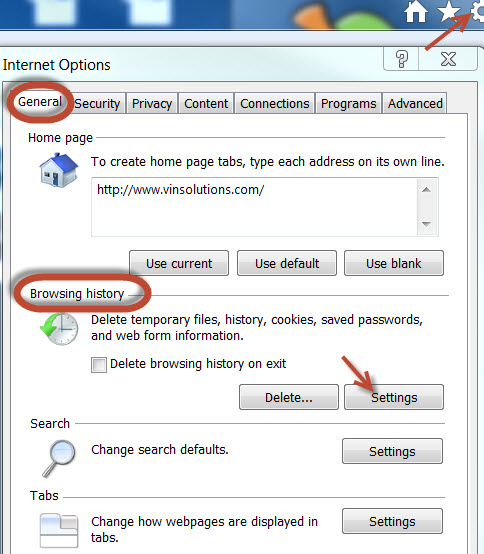 Internet Options
General Security Privacy Content Connections Programs Advanced
Home page
To create home page tabs, type each address on its own line.
http://www.vinsolutions.com/
Use current Use default Use blank
Browsing history
Delete temporary files, history, cookies, saved passwords,
and web form information.
Delete browsing history on exit
Delete... Settings
Search
Change search defaults. Settings
Tabs
Change how webpages are displayed in
tabs.
Settings